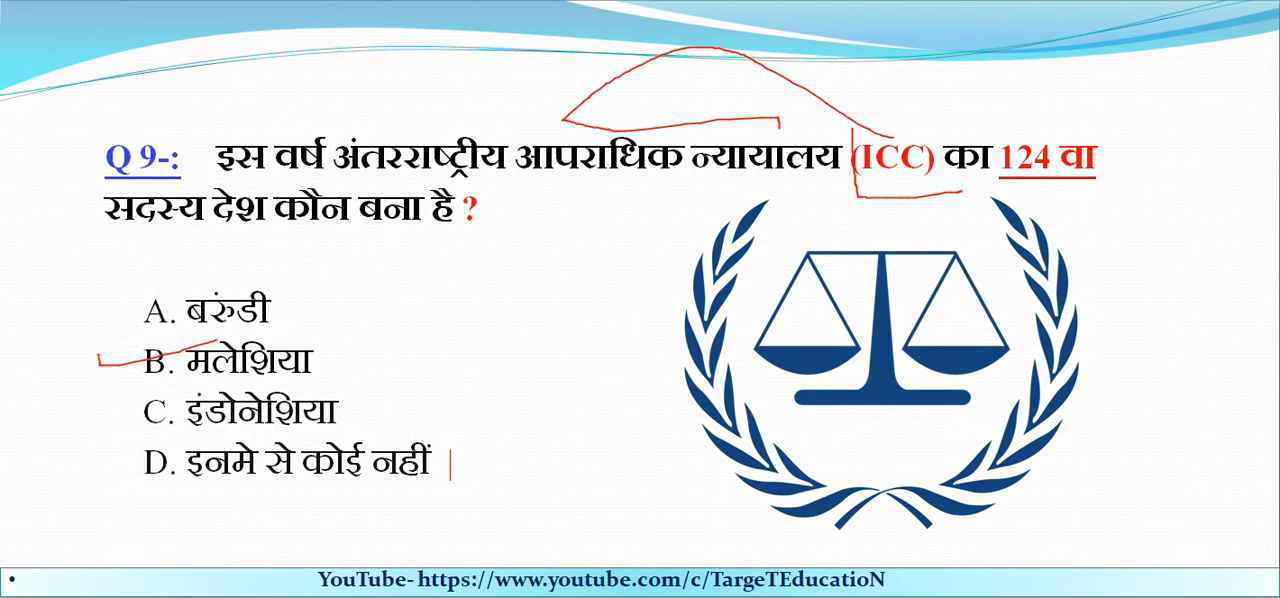 Q 9-: इस वर्ष अंतरराष्ट्रीय आपराधिक न्यायालय (ICC) का 124 वा
सदस्य देश कौन बना है ?
A. बरुंडी
B. मलेशिया
C. इंडोनेशिया
D. इनमे से कोई नहीं |
• YouTube- https://www.youtube.com/c/TargeTEducatioN